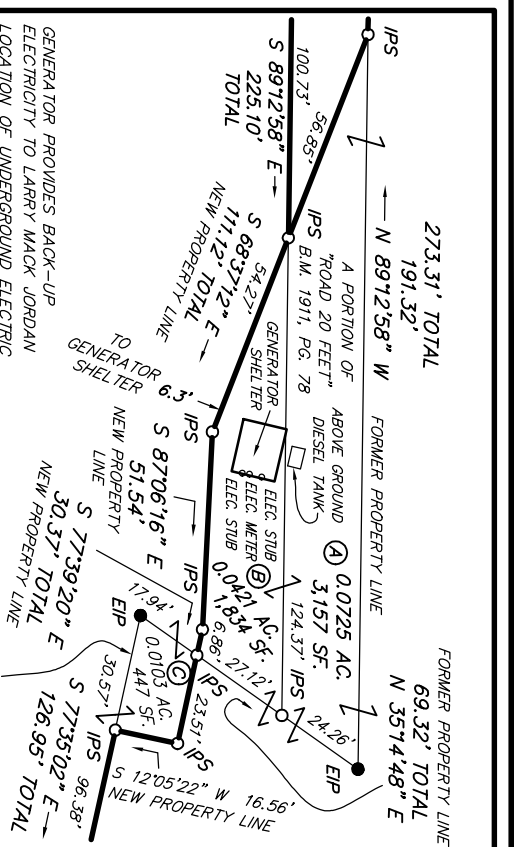 273.31' TOTAL
191.32'
N 89°12'58" W
FORMER PROPERTY LINE
FORMER PROPERTY LINE
69.32' TOTAL
N 35°14'48" E
IPS
56.85'
100.73'
S 89°12'58" E
225.10'
TOTAL
A PORTION OF
"ROAD 20 FEET"
B.M. 1911, PG. 78
IPS
ABOVE GROUND
DIESEL TANK
A
0.0725 AC.
3,157 SF.
GENERATOR
SHELTER
ELEC. STUB
ELEC. METER
ELEC. STUB
B
0.0421 AC.
1,834 SF.
124.37'
IPS
24.26'
EIP
54.27'
S 68°37'12" E
111.12' TOTAL
NEW PROPERTY LINE
TO
GENERATOR
SHELTER
6.3'
IPS
S 87°06'16" E
51.54'
NEW PROPERTY
LINE
IPS
6.86'
27.12'
IPS
23.51'
IPS
17.94'
EIP
0.0103 AC.
447 SF.
C
S 77°39'20" E
30.37' TOTAL
NEW PROPERTY LINE
30.57'
IPS
S 12°05'22" W 16.56'
NEW PROPERTY LINE
96.38'
S 77°35'02" E
126.95' TOTAL
GENERATOR PROVIDES BACK-UP
ELECTRICITY TO LARRY MACK JORDAN
LOCATION OF UNDERGROUND ELECTRIC